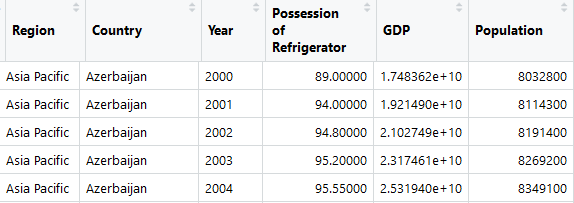 Region Country Year Possession of Refrigerator GDP Population
Asia Pacific Azerbaijan 2000 89.00000 1.748362e+10 8032800
Asia Pacific Azerbaijan 2001 94.00000 1.921490e+10 8114300
Asia Pacific Azerbaijan 2002 94.80000 2.102749e+10 8191400
Asia Pacific Azerbaijan 2003 95.20000 2.317461e+10 8269200
Asia Pacific Azerbaijan 2004 95.55000 2.531940e+10 8349100